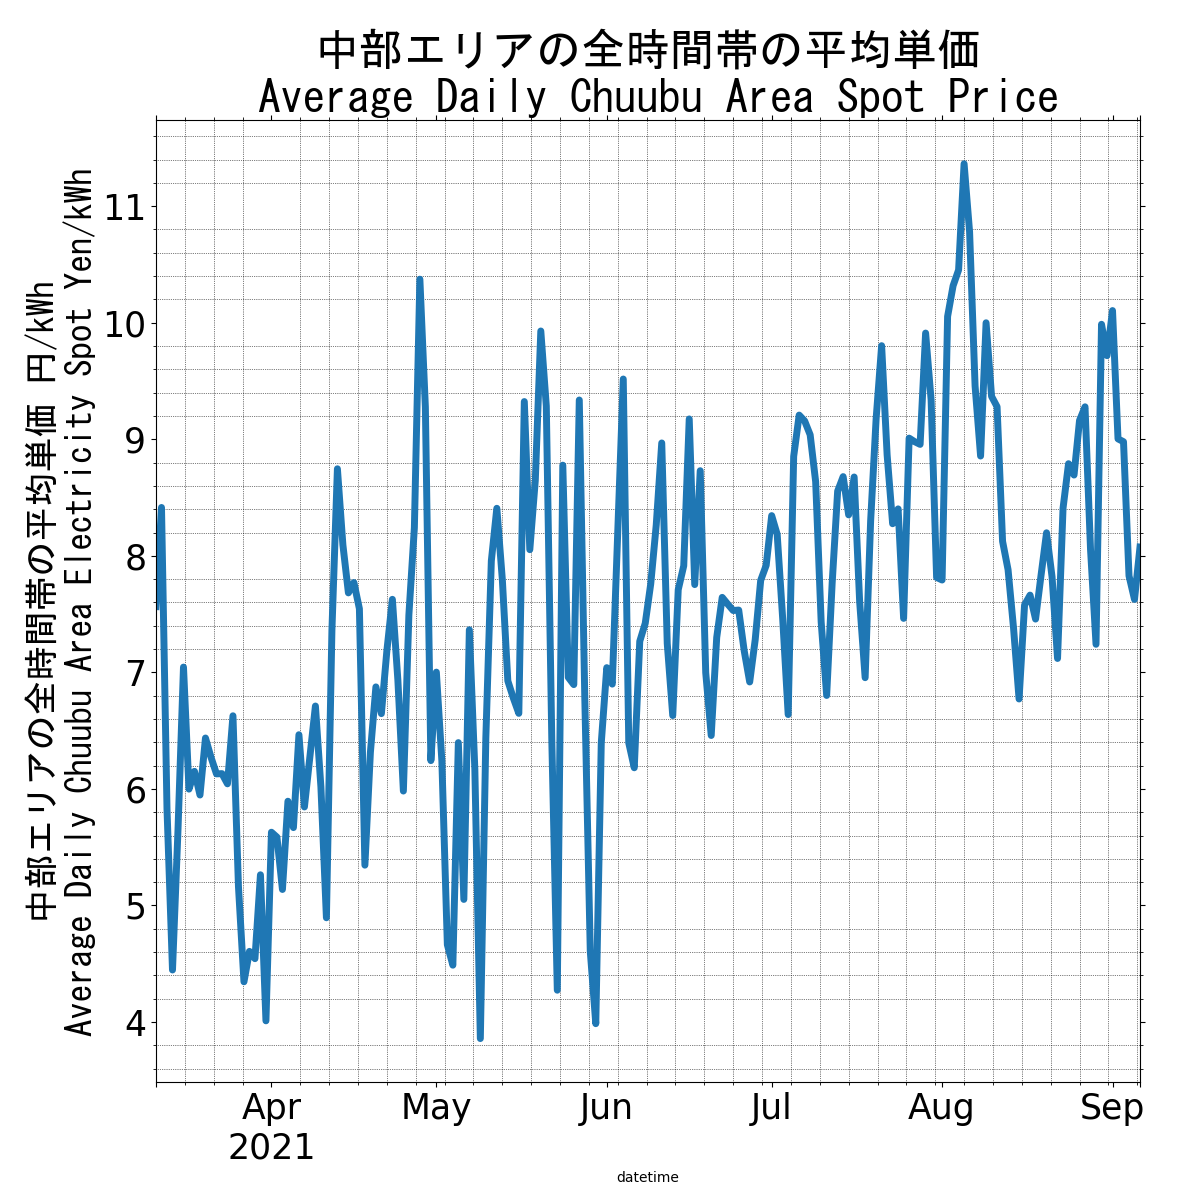 中部エリアの全時間帯の平均単価
Average Daily Chuubu Area Spot Price
中部エリアの全時間帯の平均単価 円/kWh
Average Daily Chuubu Area Electricity Spot Yen/kWh
11
10
9
8
7
6
5
4
Apr May Jun Jul Aug Sep
2021
datetime